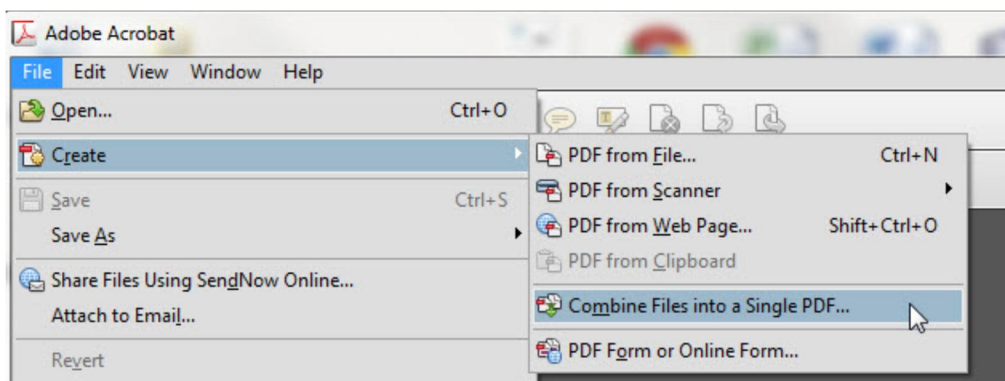 Adobe Acrobat
File Edit View Window Help
Open... Ctrl+O
Create
Save Ctrl+S
Save As
Share Files Using SendNow Online...
Attach to Email...
Revert
PDF from File... Ctrl+N
PDF from Scanner
PDF from Web Page... Shift+Ctrl+O
PDF from Clipboard
Combine Files into a Single PDF...
PDF Form or Online Form...